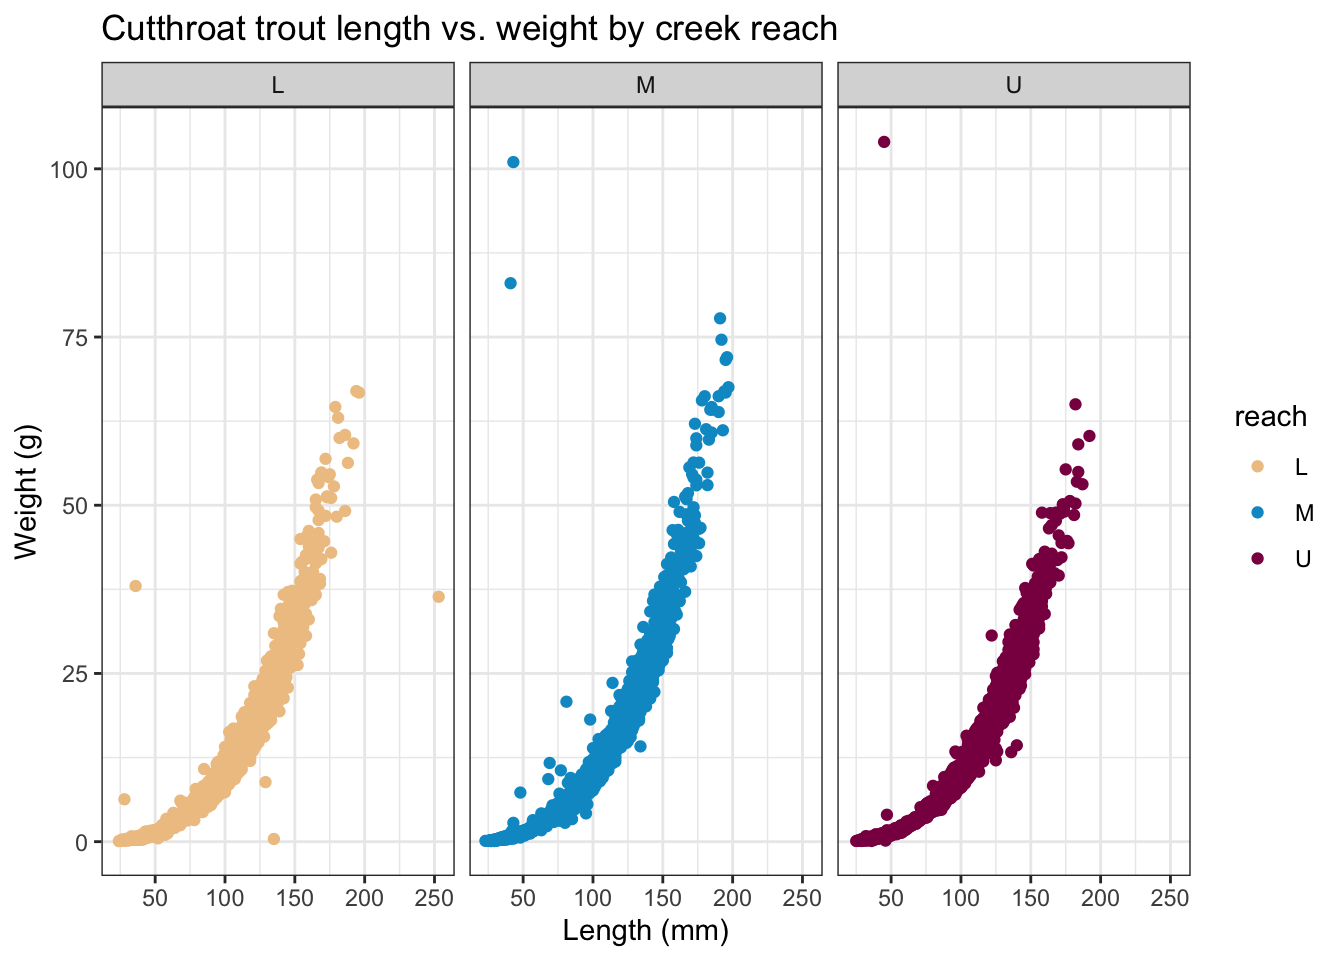 Cutthroat trout length vs. weight by creek reach
L M U
100
75
50
25
0
Weight (g)
50 100 150 200 250 50 100 150 200 250 50 100 150 200 250
Length (mm)
reach
L
M
U